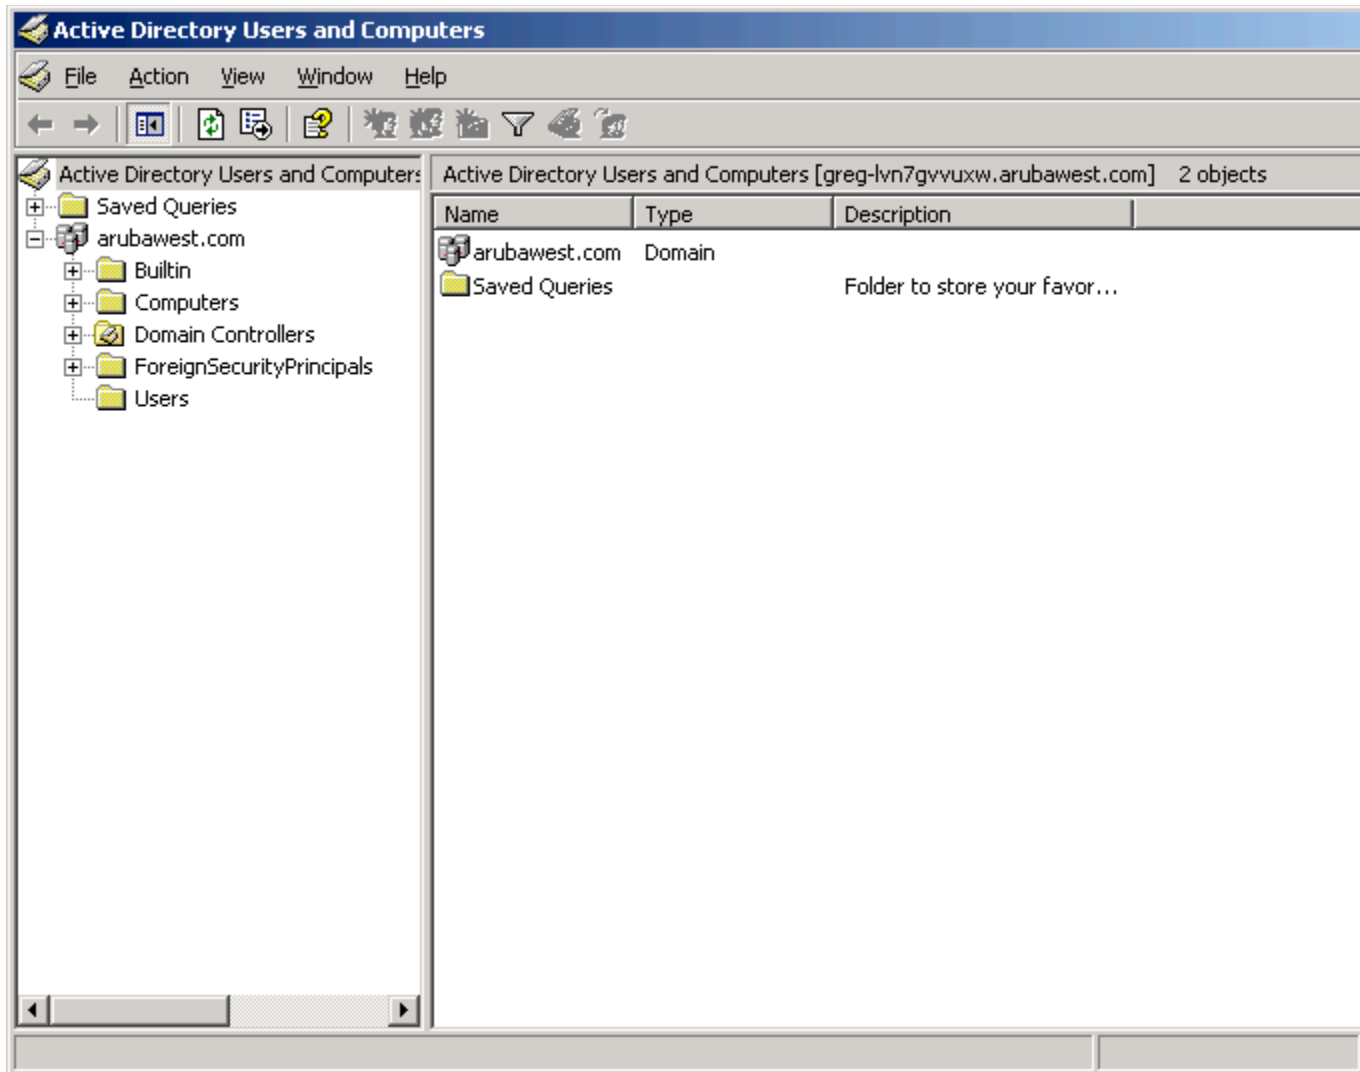 Active Directory Users and Computers
File Action View Window Help
Active Directory Users and Computers
Saved Queries
arubawest.com
Builtin
Computers
Domain Controllers
ForeignSecurityPrincipals
Users
Active Directory Users and Computers [greg-lvn7gvvuxw.arubawest.com] 2 objects
Name Type Description
arubawest.com Domain
Saved Queries Folder to store your favor...